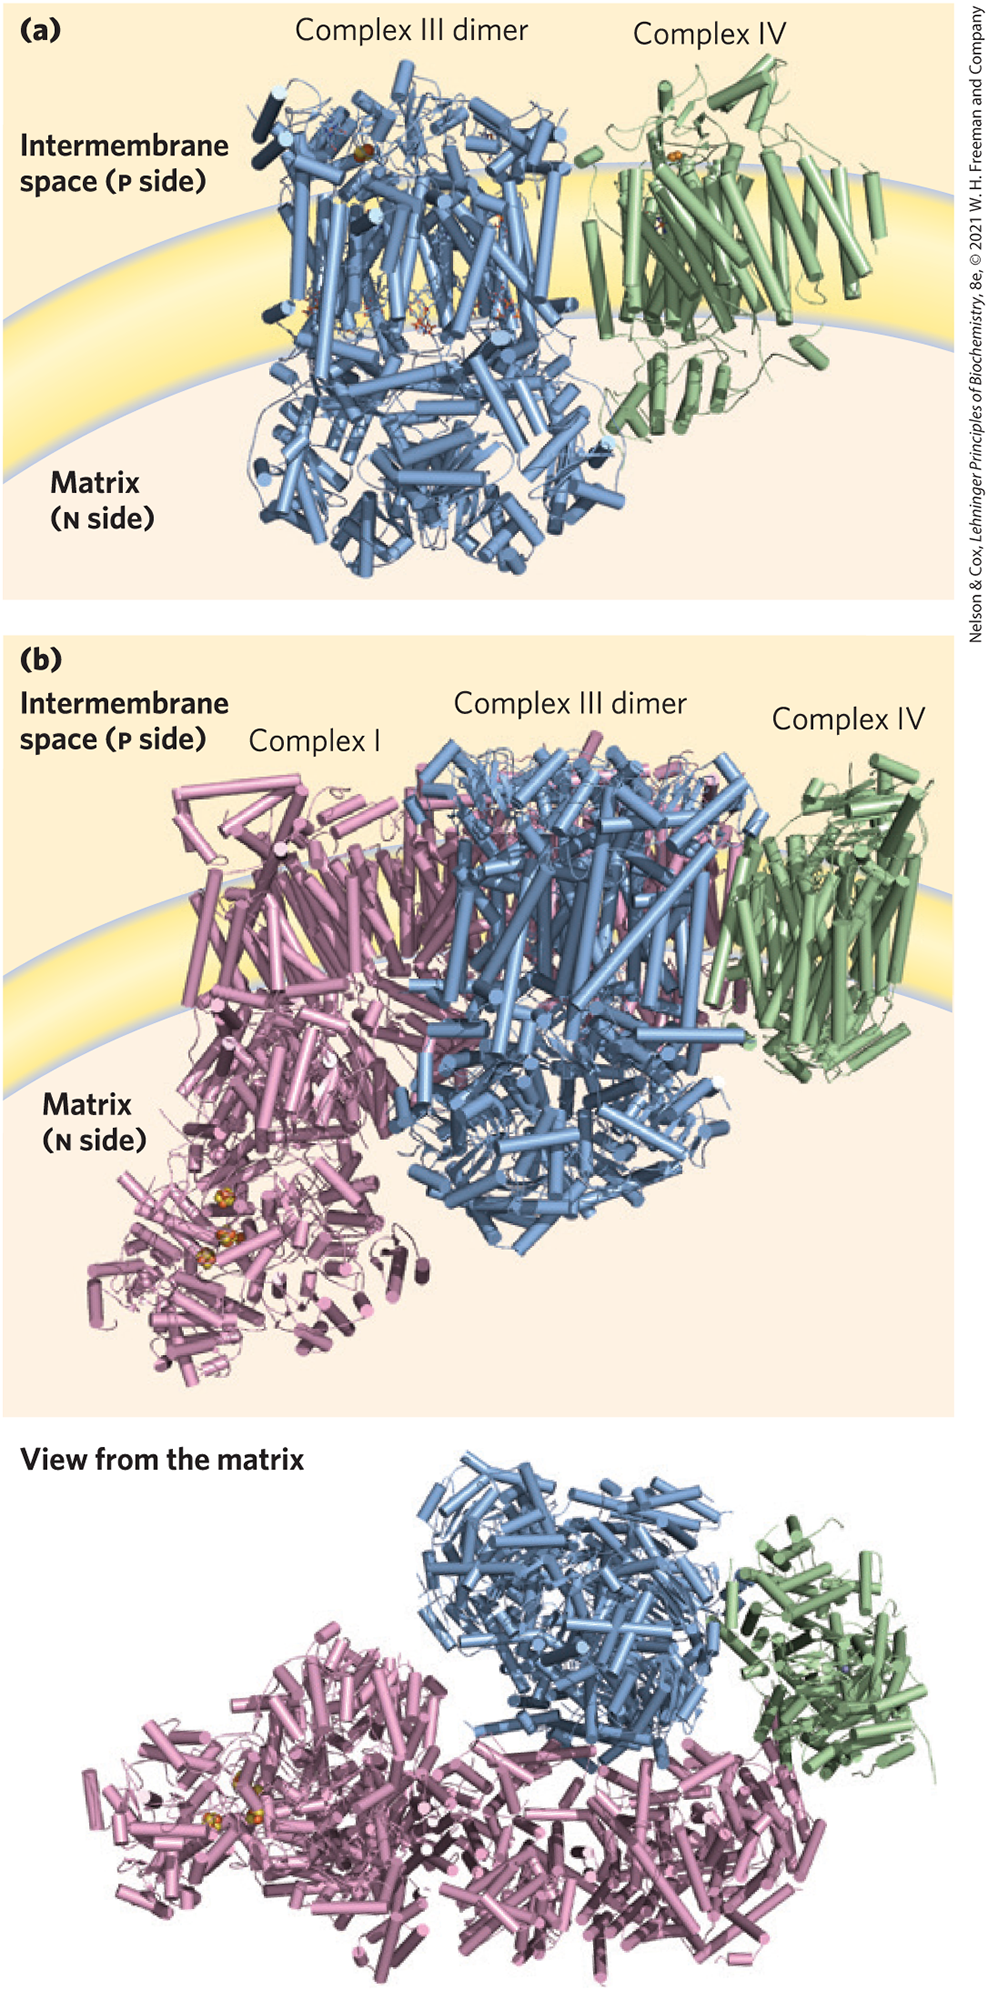 (a)
Complex III dimer
Complex IV
Intermembrane
space (P side)
Matrix
(N side)
Nelson & Cox, Lehninger Principles of Biochemistry, 8e, © 2021 W. H. Freeman and Company
(b)
Intermembrane
space (P side)
Complex I
Complex III dimer
Complex IV
Matrix
(N side)
View from the matrix